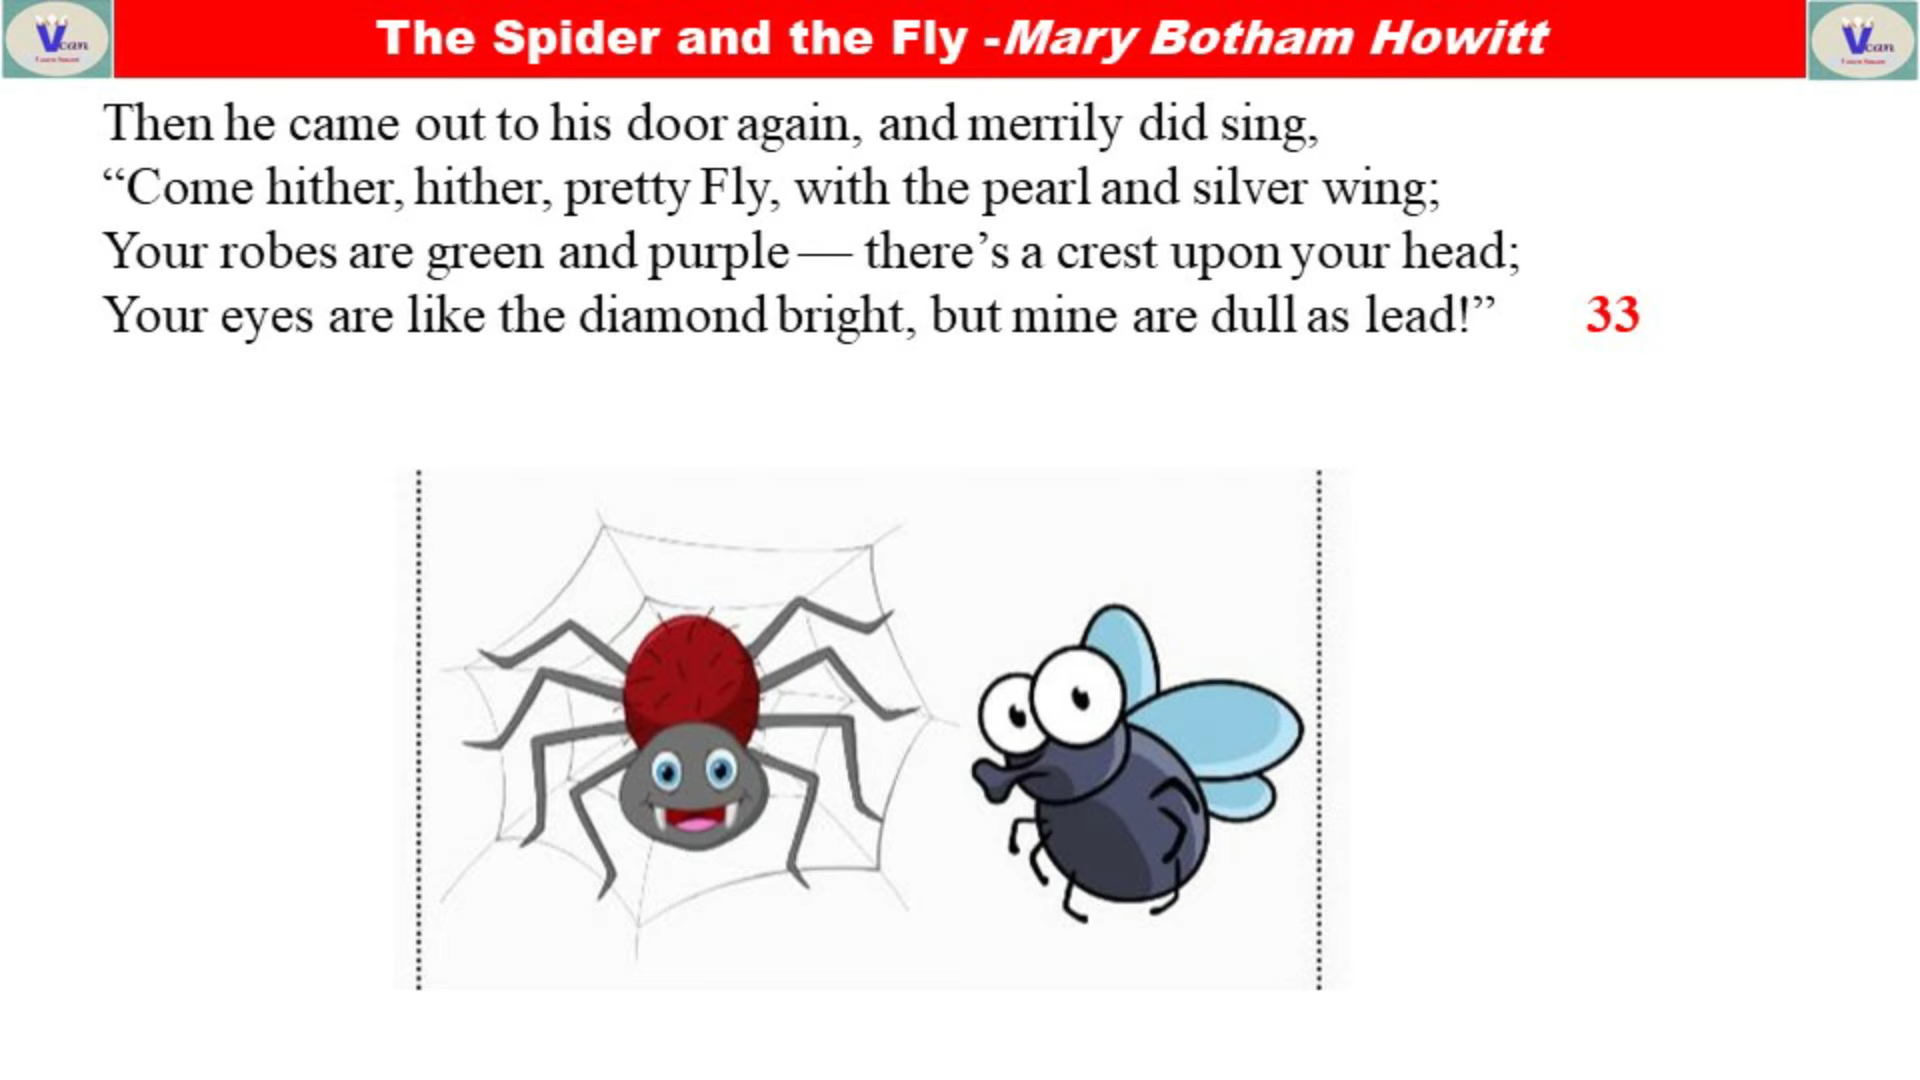 The Spider and the Fly -Mary Botham Howitt
Vcan
Vcan
Then he came out to his door again, and merrily did sing,
“Come hither, hither, pretty Fly, with the pearl and silver wing;
Your robes are green and purple — there’s a crest upon your head;
Your eyes are like the diamond bright, but mine are dull as lead!” 33